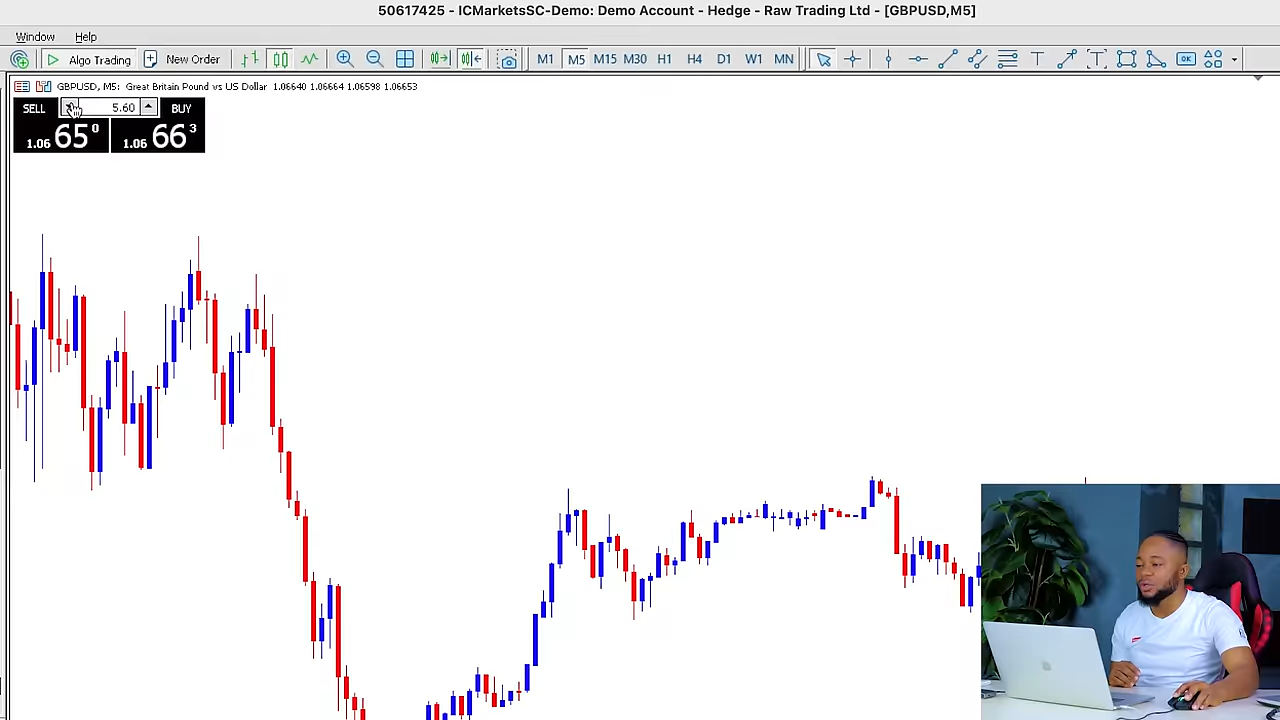 50617425 - ICMarketsSC-Demo: Demo Account - Hedge - Raw Trading Ltd - [GBPUSD,M5]
Window Help
Algo Trading New Order M1 M5 M15 M30 H1 H4 D1 W1 MN T T OK
GBPUSD, M5: Great Britain Pound vs US Dollar 1.06640 1.06664 1.06598 1.06653
SELL 5.60 BUY
1.06 65 0 1.06 66 3